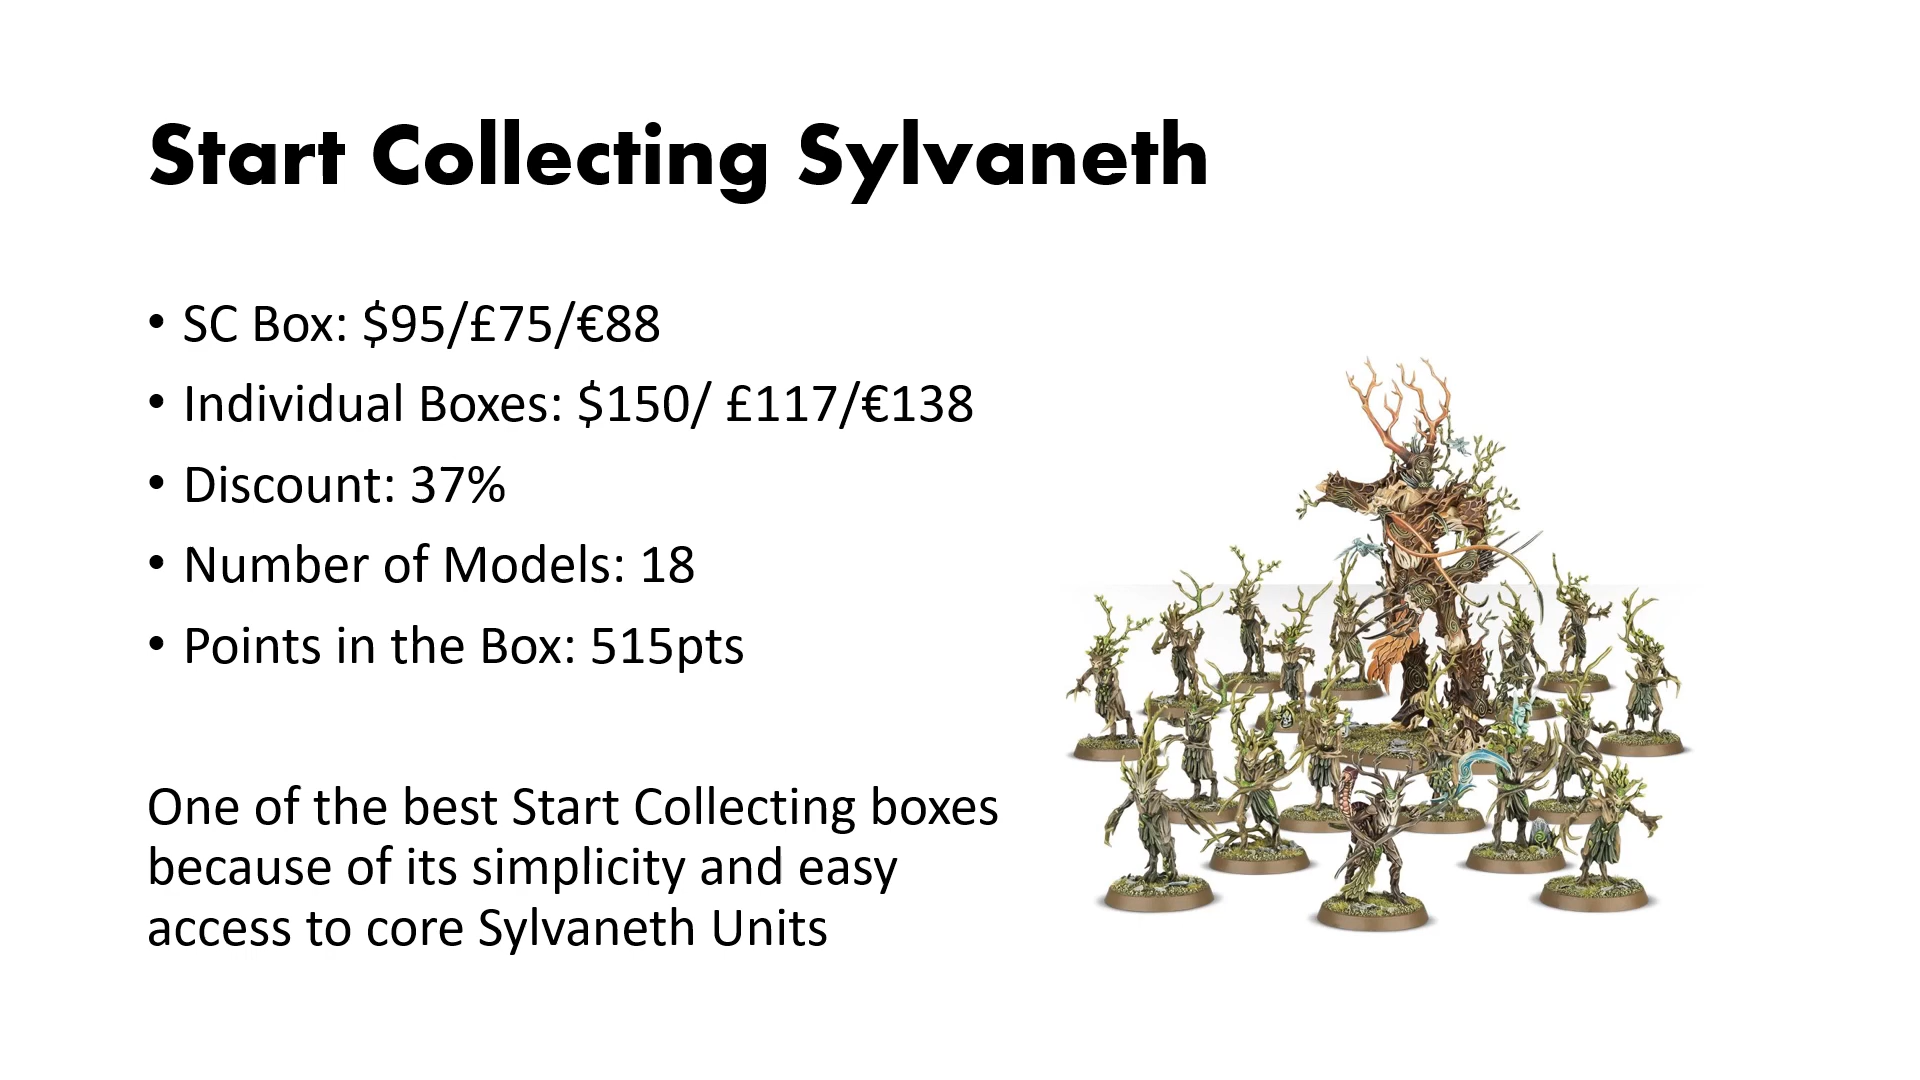 Start Collecting Sylvaneth
• SC Box: $95/£75/€88
• Individual Boxes: $150/ £117/€138
• Discount: 37%
• Number of Models: 18
• Points in the Box: 515pts
One of the best Start Collecting boxes
because of its simplicity and easy
access to core Sylvaneth Units